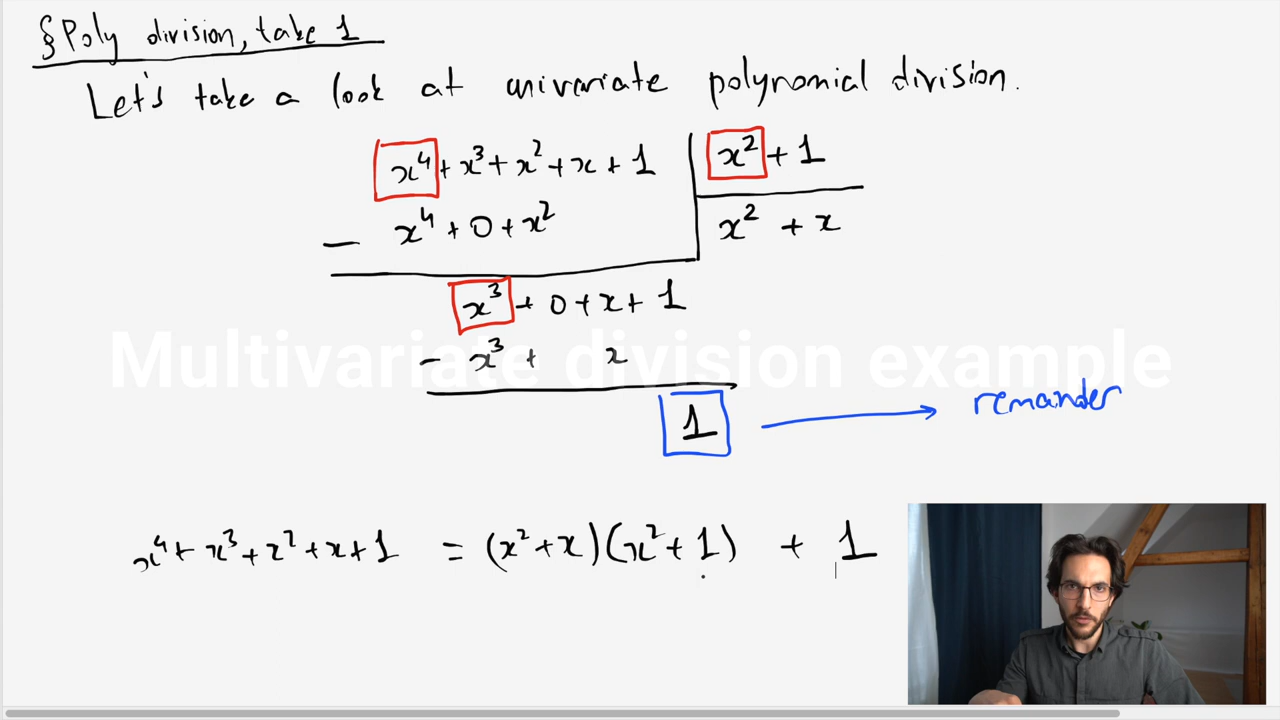 § Poly division, take 1
Let's take a look at univariate polynomial division.
x⁴ + x³ + x² + x + 1 | x² + 1
− x⁴ + 0 + x² | x² + x
x³ + 0 + x + 1
− x³ + x
Multivariate division example
1 → remander
x⁴ + x³ + x² + x + 1 = (x² + x)(x² + 1) + 1